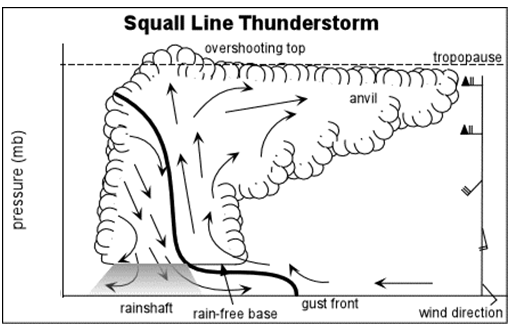 Squall Line Thunderstorm
overshooting top
tropopause
anvil
pressure (mb)
rainshaft
rain-free base
gust front
wind direction